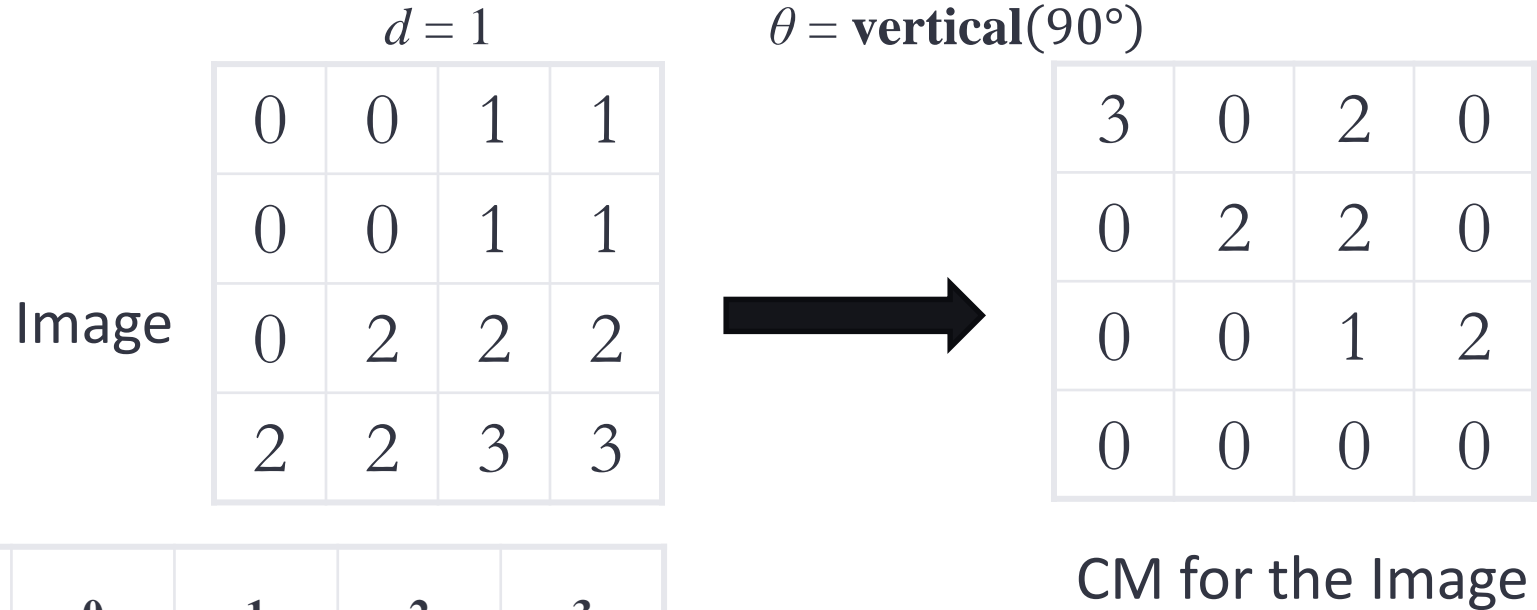 d = 1
θ = vertical(90°)
0 0 1 1
0 0 1 1
0 2 2 2
2 2 3 3
Image
3 0 2 0
0 2 2 0
0 0 1 2
0 0 0 0
CM for the Image